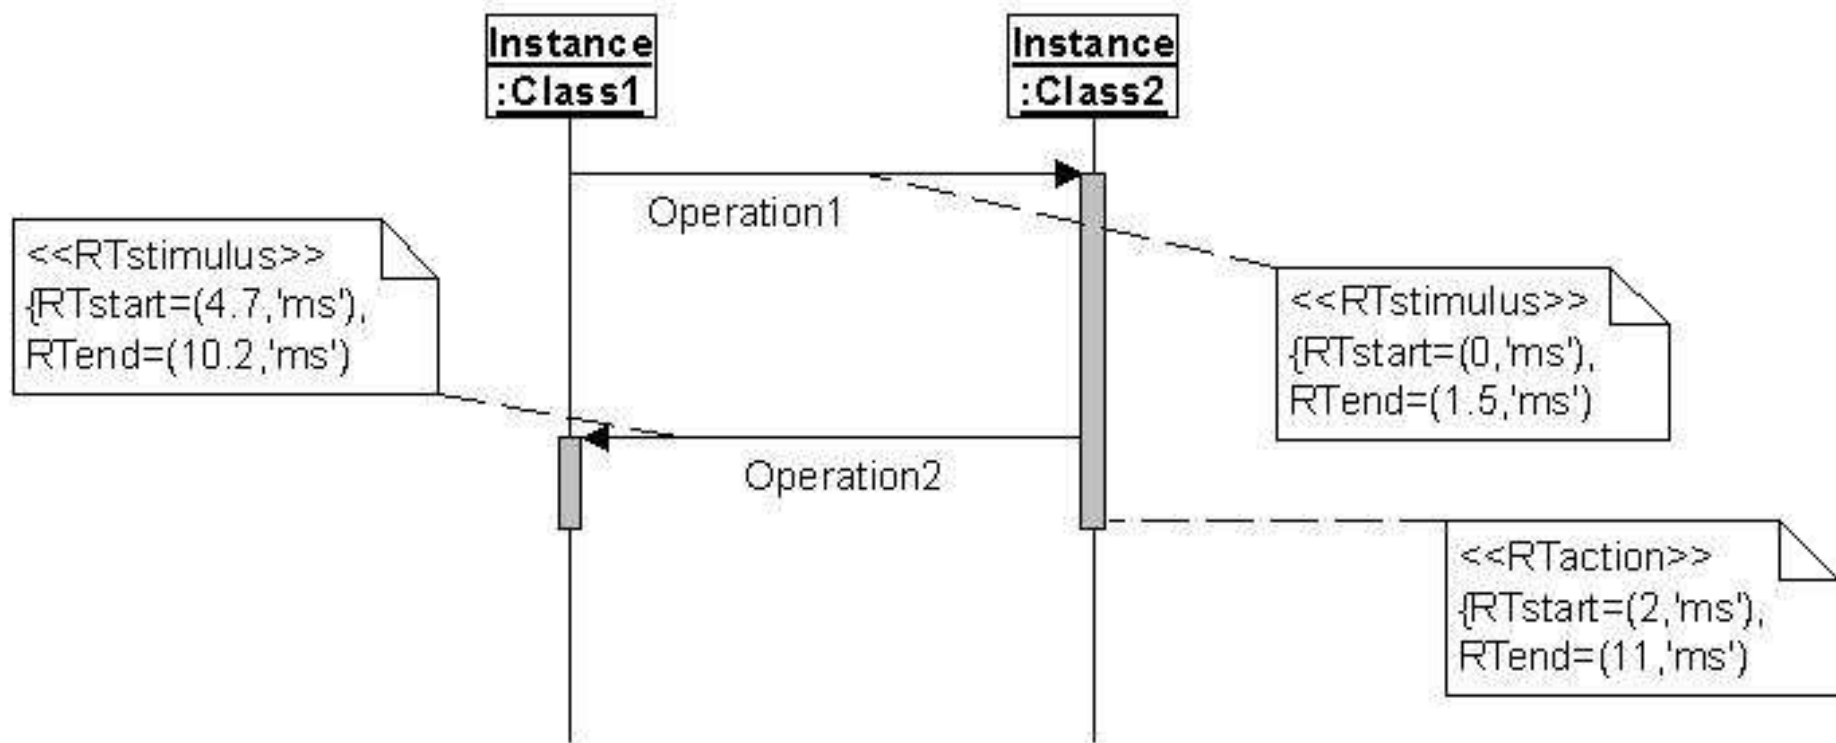 Instance
:Class1
Instance
:Class2
Operation1
<<RTstimulus>>
{RTstart=(4.7,'ms'),
RTend=(10.2,'ms')
<<RTstimulus>>
{RTstart=(0,'ms'),
RTend=(1.5,'ms')
Operation2
<<RTaction>>
{RTstart=(2,'ms'),
RTend=(11,'ms')